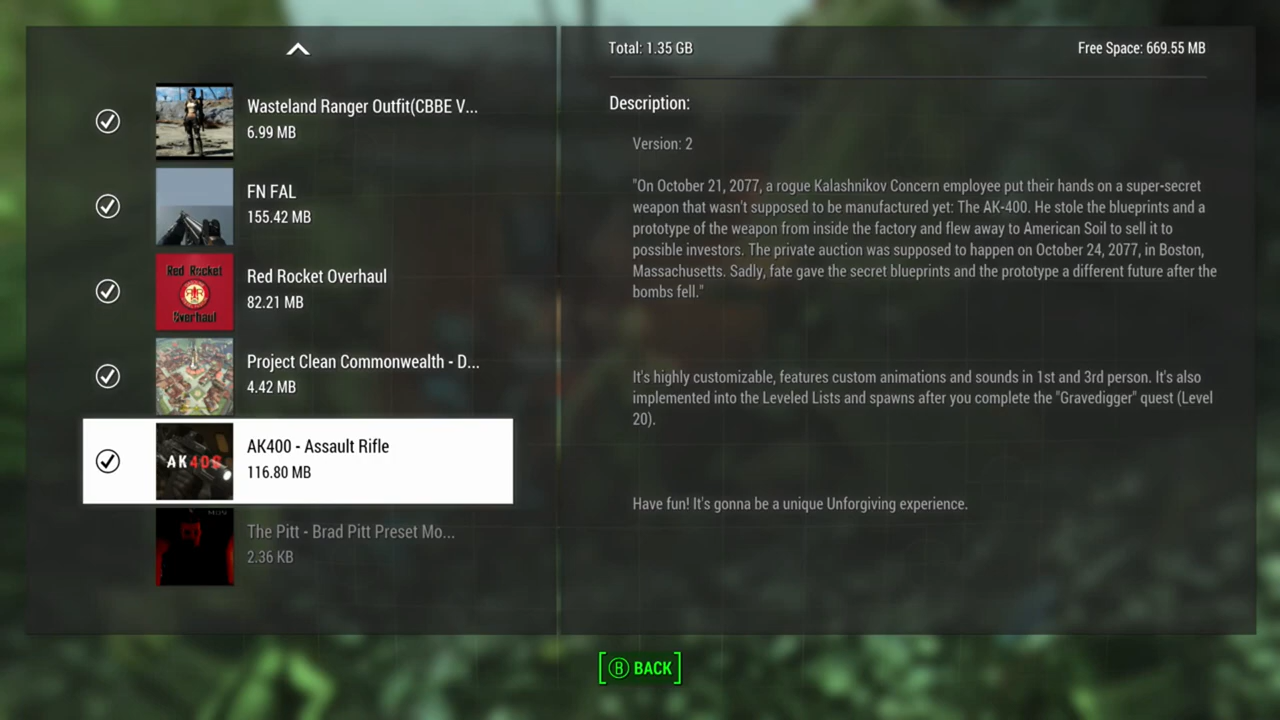 Total: 1.35 GB
Free Space: 669.55 MB
Wasteland Ranger Outfit(CBBE V...
6.99 MB
FN FAL
155.42 MB
Red Rocket Overhaul
Red Rocket Overhaul
82.21 MB
Project Clean Commonwealth - D...
4.42 MB
AK400
AK400 - Assault Rifle
116.80 MB
The Pitt - Brad Pitt Preset Mo...
2.36 KB
Description:
Version: 2
"On October 21, 2077, a rogue Kalashnikov Concern employee put their hands on a super-secret
weapon that wasn't supposed to be manufactured yet: The AK-400. He stole the blueprints and a
prototype of the weapon from inside the factory and flew away to American Soil to sell it to
possible investors. The private auction was supposed to happen on October 24, 2077, in Boston,
Massachusetts. Sadly, fate gave the secret blueprints and the prototype a different future after the
bombs fell."
It's highly customizable, features custom animations and sounds in 1st and 3rd person. It's also
implemented into the Leveled Lists and spawns after you complete the "Gravedigger" quest (Level
20).
Have fun! It's gonna be a unique Unforgiving experience.
B BACK